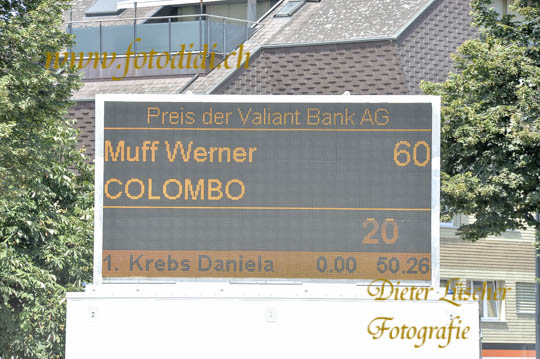 www.fotodidi.ch
Preis der Valiant Bank AG
Muff Werner 60
COLOMBO
20
1. Krebs Daniela 0.00 50.26
Dieter Lüscher
Fotografie